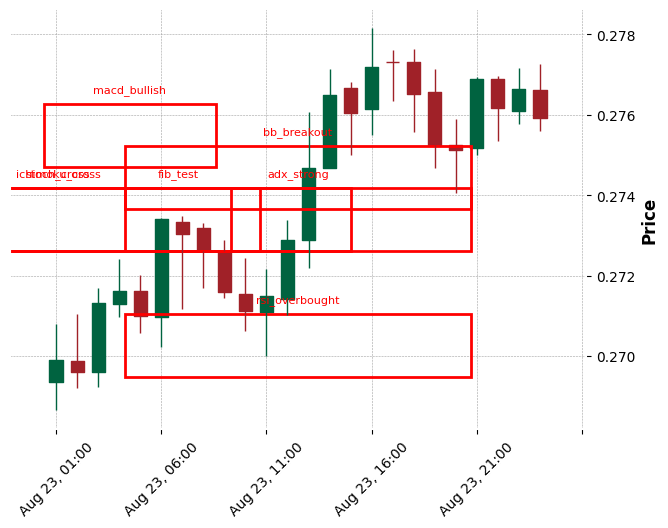 0.278
macd_bullish
0.276
bb_breakout
fib_test
adx_strong
0.274
Price
0.272
rsi_overbought
0.270
Aug 23, 01:00
Aug 23, 06:00
Aug 23, 11:00
Aug 23, 16:00
Aug 23, 21:00